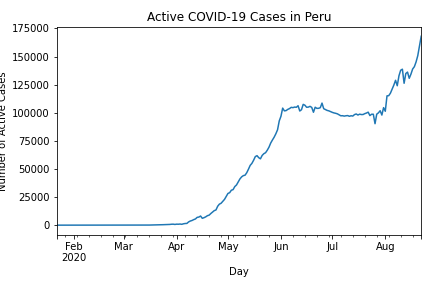 Active COVID-19 Cases in Peru
175000
150000
125000
100000
75000
50000
25000
0
Number of Active Cases
Feb
2020
Mar
Apr
May
Jun
Jul
Aug
Day